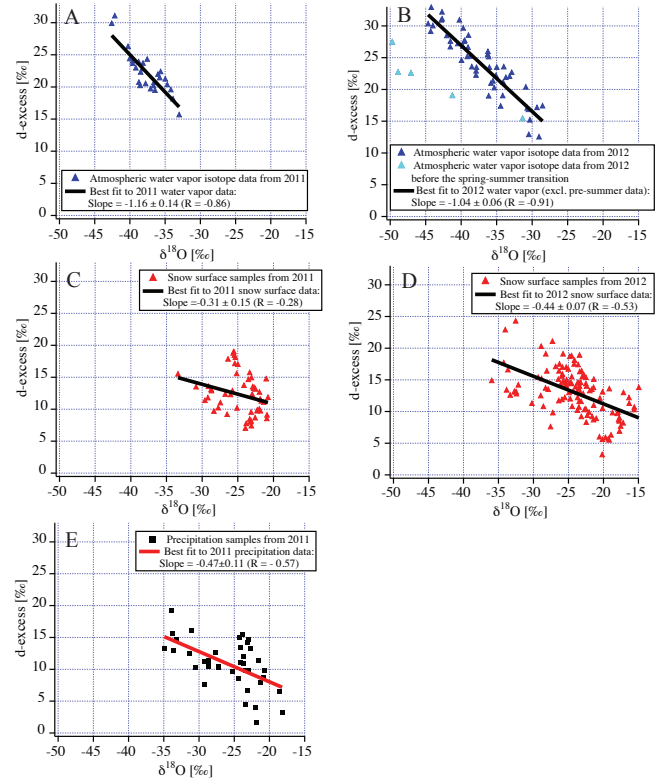 A
30
25
20
15
10
5
0
d-excess [‰]
Atmospheric water vapor isotope data from 2011
Best fit to 2011 water vapor data:
Slope = -1.16 ± 0.14 (R = -0.86)
-50 -45 -40 -35 -30 -25 -20 -15
δ18O [‰]
B
30
25
20
15
10
5
0
d-excess [‰]
Atmospheric water vapor isotope data from 2012
Atmospheric water vapor isotope data from 2012
before the spring-summer transition
Best fit to 2012 water vapor (excl. pre-summer data):
Slope = -1.04 ± 0.06 (R = -0.91)
-50 -45 -40 -35 -30 -25 -20 -15
δ18O [‰]
C
30
25
20
15
10
5
0
d-excess [‰]
Snow surface samples from 2011
Best fit to 2011 snow surface data:
Slope =-0.31 ± 0.15 (R = -0.28)
-50 -45 -40 -35 -30 -25 -20 -15
δ18O [‰]
D
30
25
20
15
10
5
0
d-excess [‰]
Snow surface samples from 2012
Best fit to 2012 snow surface data:
Slope = -0.44 ± 0.07 (R = -0.53)
-50 -45 -40 -35 -30 -25 -20 -15
δ18O [‰]
E
30
25
20
15
10
5
0
d-excess [‰]
Precipitation samples from 2011
Best fit to 2011 precipitation data:
Slope = -0.47±0.11 (R = - 0.57)
-50 -45 -40 -35 -30 -25 -20 -15
δ18O [‰]